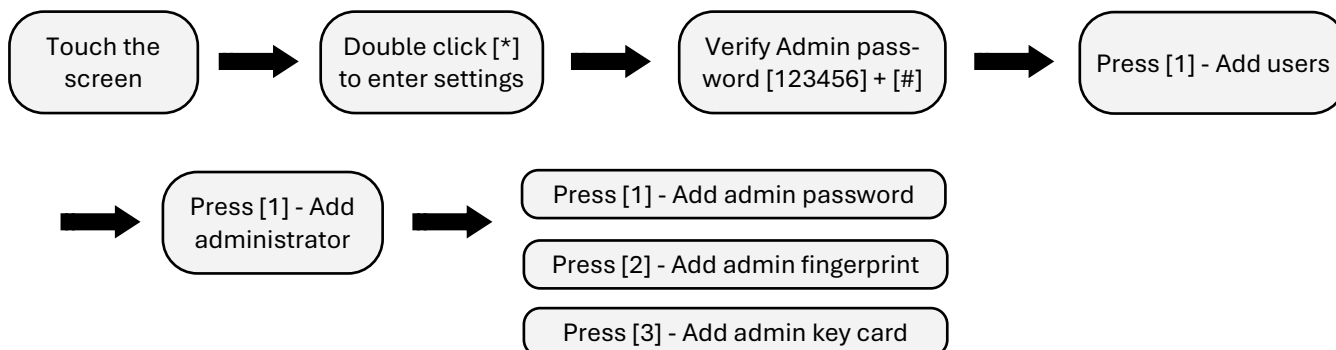 Touch the
screen
Double click [*]
to enter settings
Verify Admin pass-
word [123456] + [#]
Press [1] - Add users
Press [1] - Add
administrator
Press [1] - Add admin password
Press [2] - Add admin fingerprint
Press [3] - Add admin key card